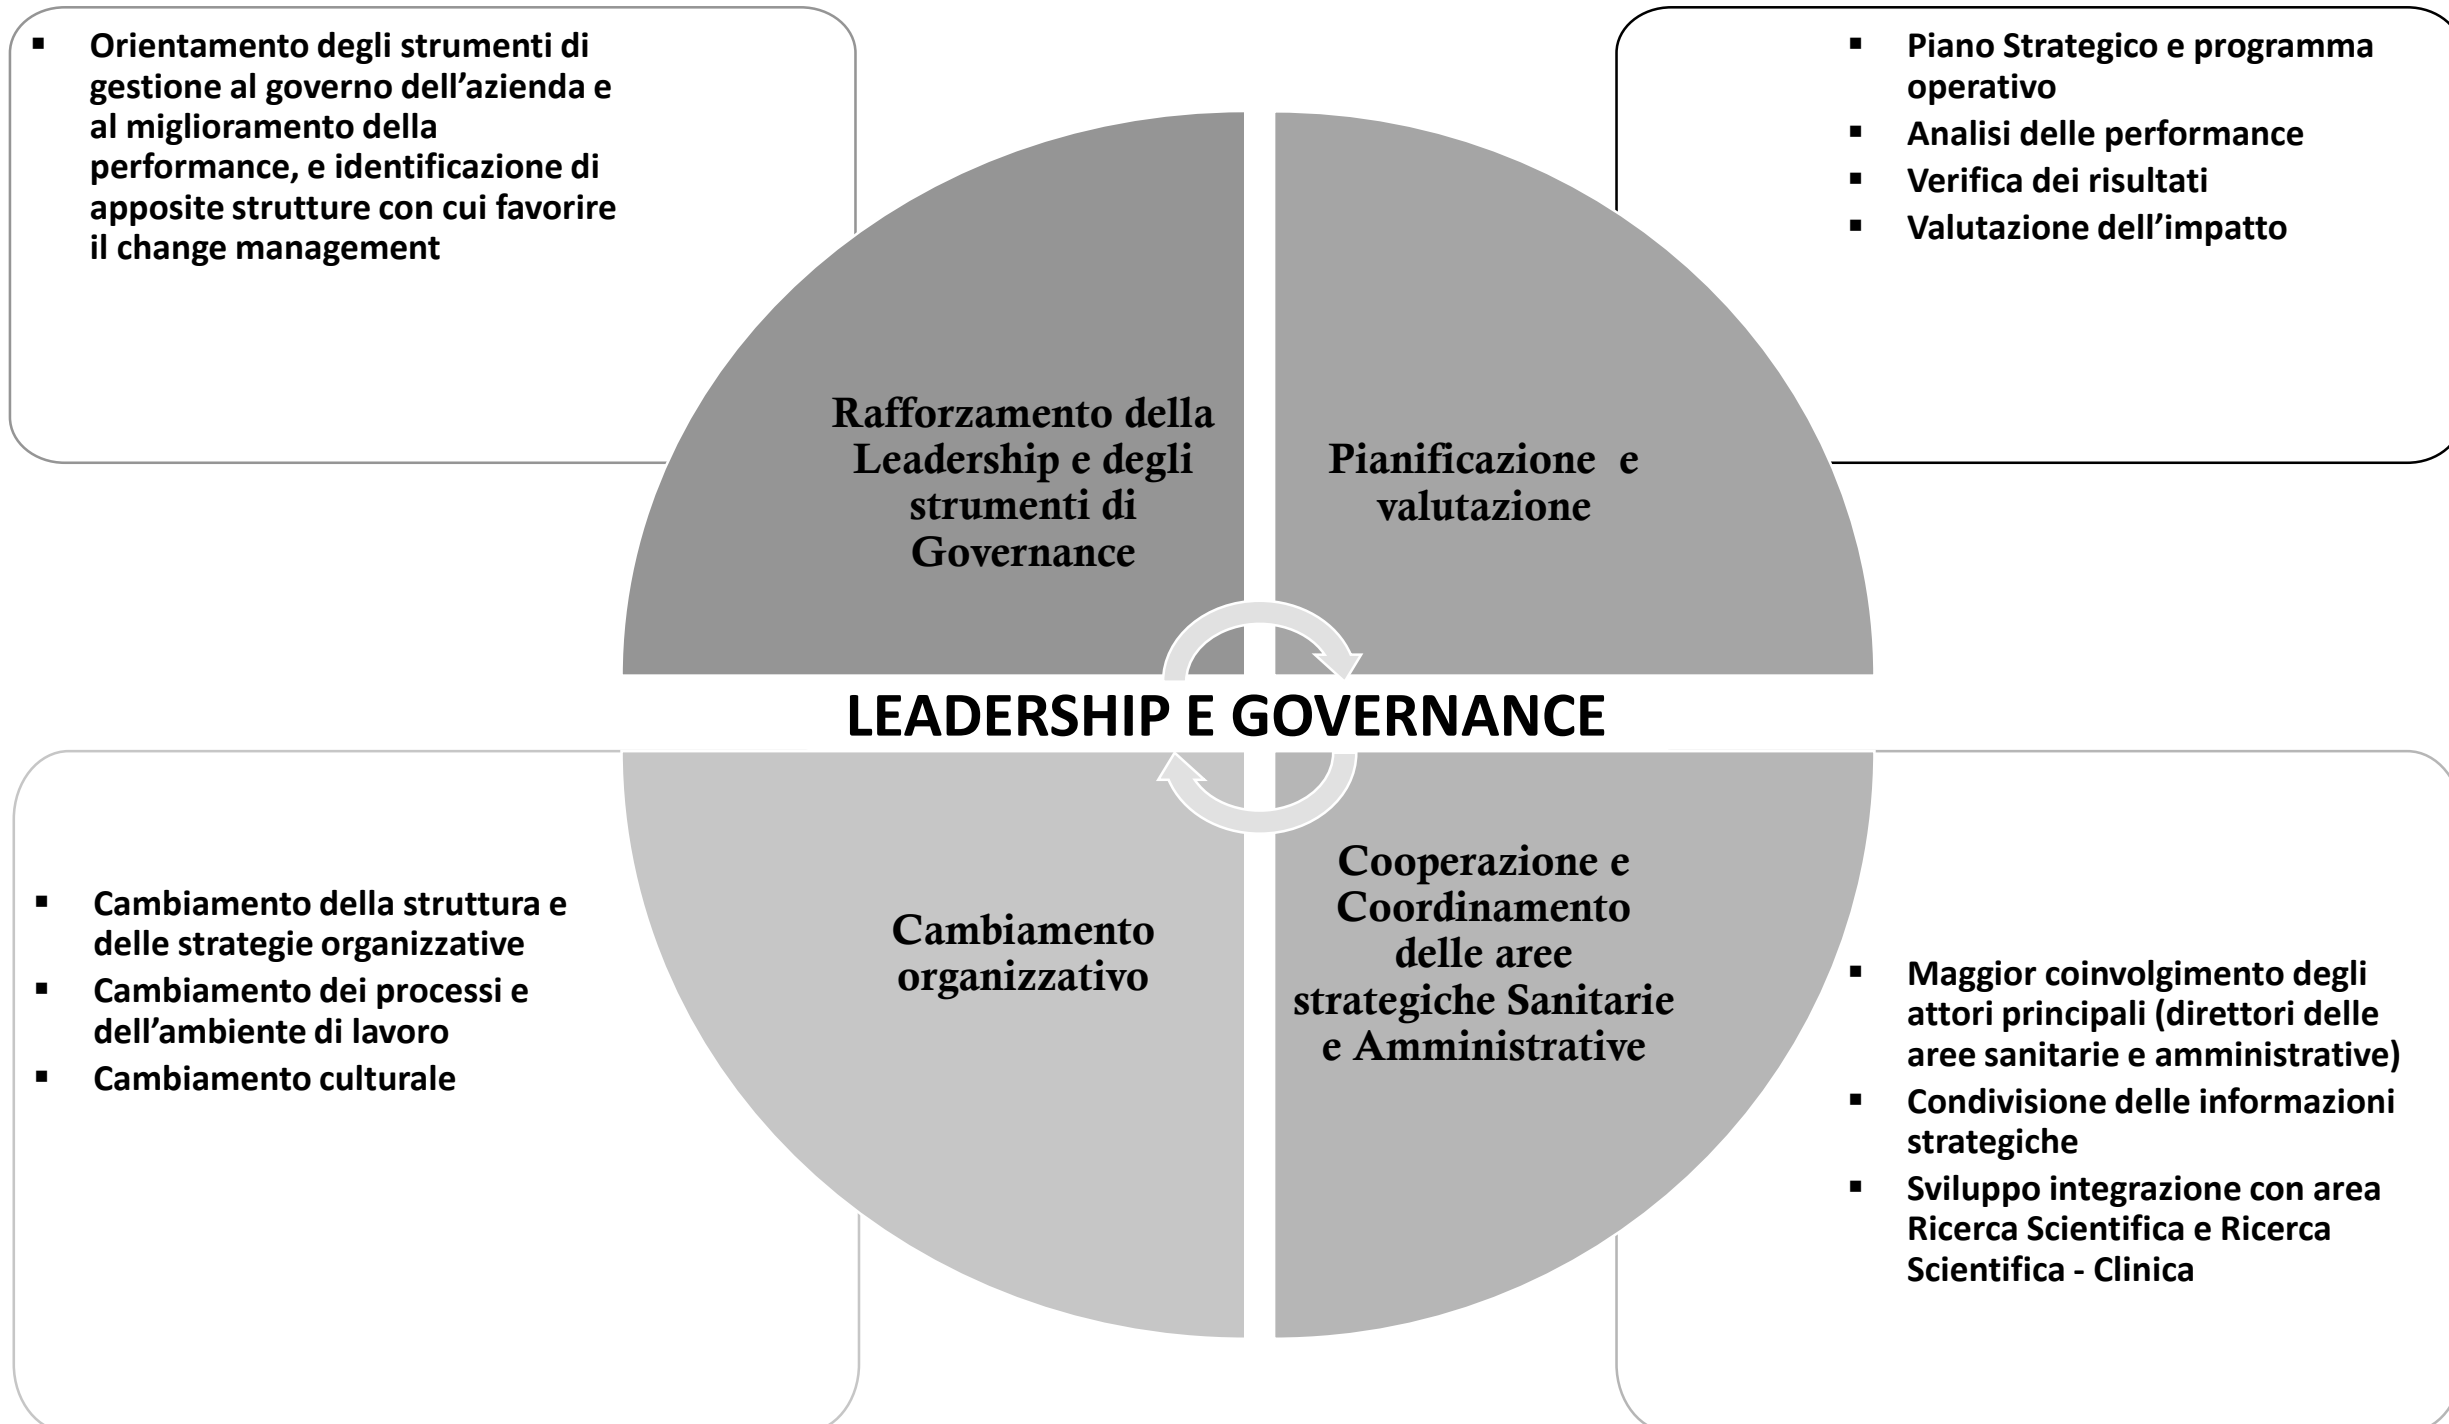 ▪ Orientamento degli strumenti di
gestione al governo dell’azienda e
al miglioramento della
performance, e identificazione di
apposite strutture con cui favorire
il change management
▪ Piano Strategico e programma
operativo
▪ Analisi delle performance
▪ Verifica dei risultati
▪ Valutazione dell’impatto
Rafforzamento della
Leadership e degli
strumenti di
Governance
Pianificazione e
valutazione
LEADERSHIP E GOVERNANCE
▪ Cambiamento della struttura e
delle strategie organizzative
▪ Cambiamento dei processi e
dell’ambiente di lavoro
▪ Cambiamento culturale
Cambiamento
organizzativo
Cooperazione e
Coordinamento
delle aree
strategiche Sanitarie
e Amministrative
▪ Maggior coinvolgimento degli
attori principali (direttori delle
aree sanitarie e amministrative)
▪ Condivisione delle informazioni
strategiche
▪ Sviluppo integrazione con area
Ricerca Scientifica e Ricerca
Scientifica - Clinica